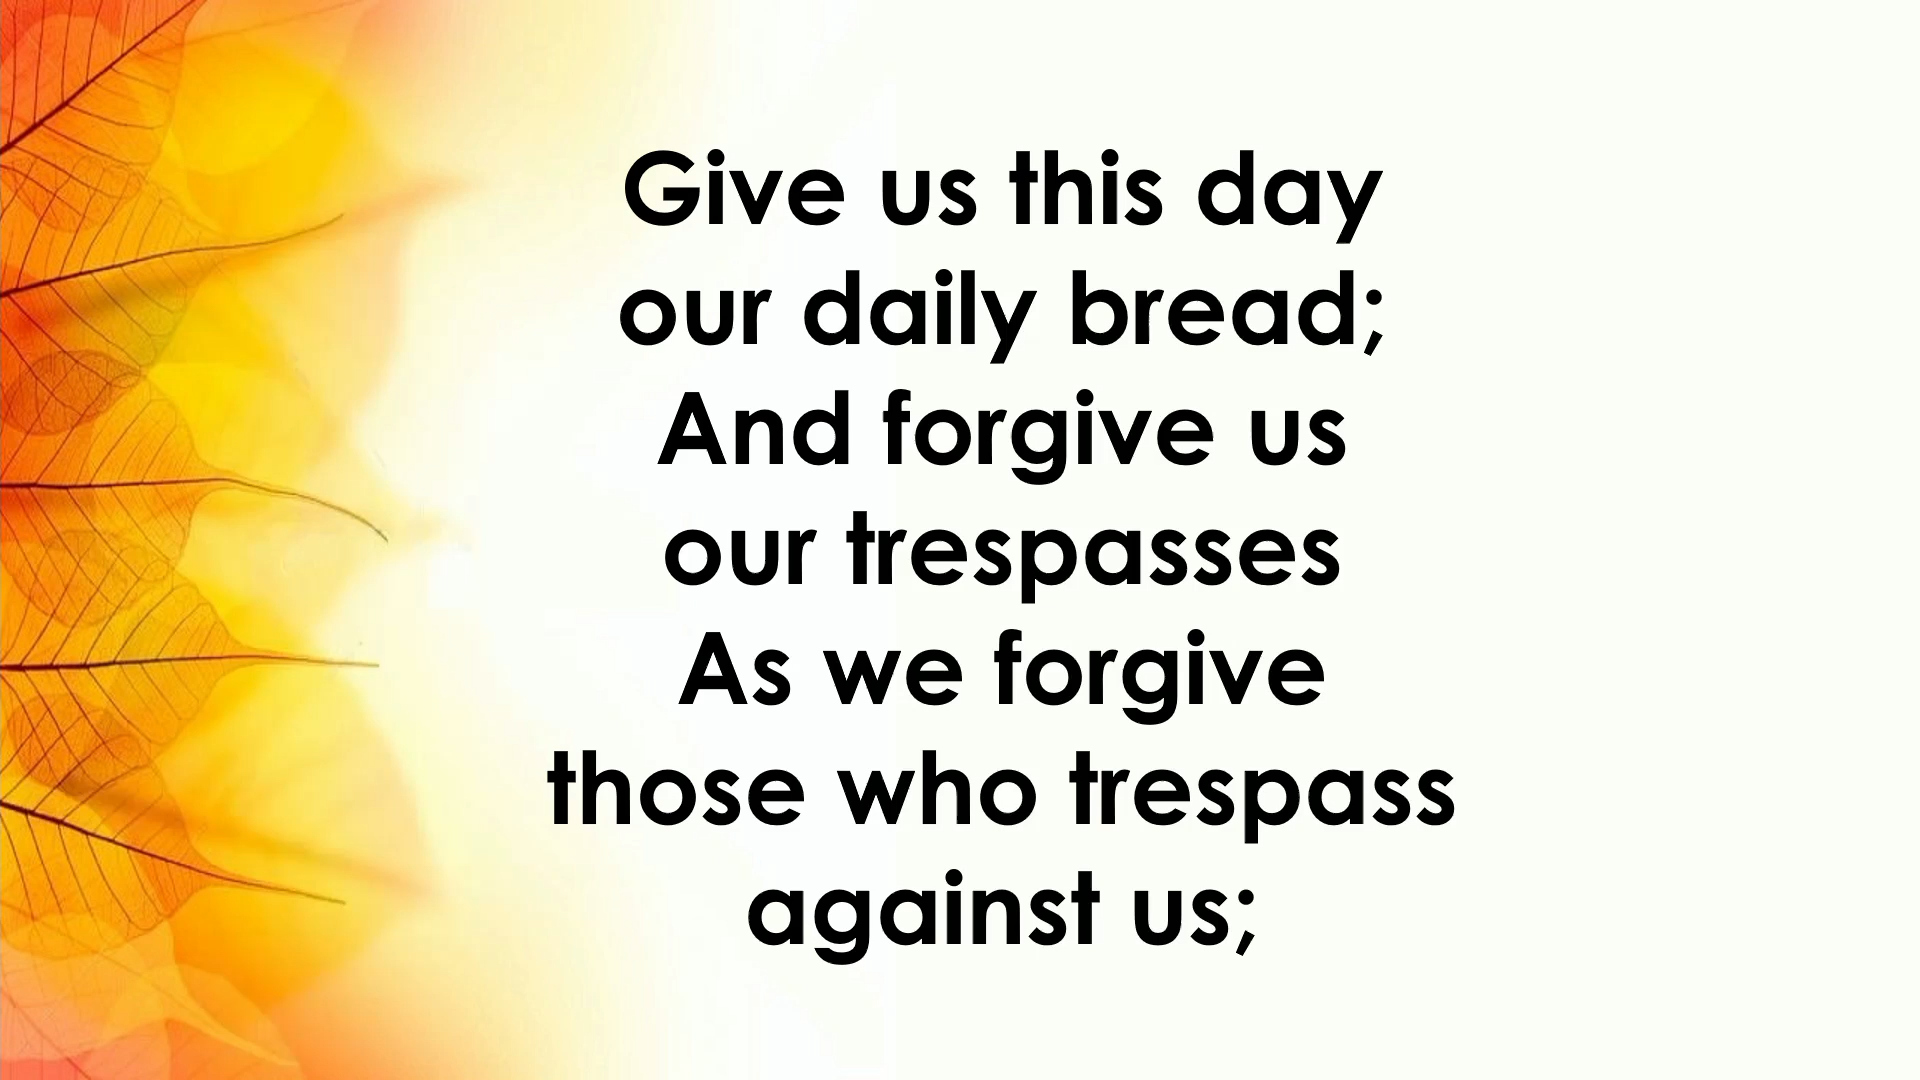 Give us this day
our daily bread;
And forgive us
our trespasses
As we forgive
those who trespass
against us;